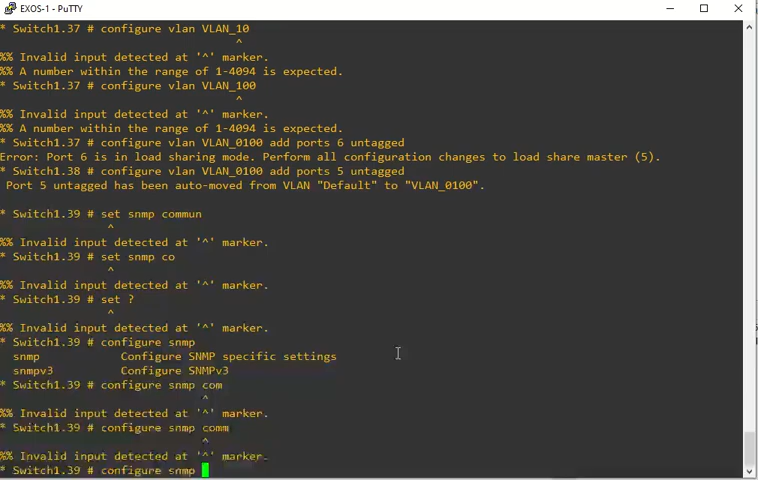 EXOS-1 - PuTTY
* Switch1.37 # configure vlan VLAN_10
^
%% Invalid input detected at '^' marker.
%% A number within the range of 1-4094 is expected.
* Switch1.37 # configure vlan VLAN_100
^
%% Invalid input detected at '^' marker.
%% A number within the range of 1-4094 is expected.
* Switch1.37 # configure vlan VLAN_0100 add ports 6 untagged
Error: Port 6 is in load sharing mode. Perform all configuration changes to load share master (5).
* Switch1.38 # configure vlan VLAN_0100 add ports 5 untagged
Port 5 untagged has been auto-moved from VLAN "Default" to "VLAN_0100".
* Switch1.39 # set snmp commun
^
%% Invalid input detected at '^' marker.
* Switch1.39 # set snmp co
^
%% Invalid input detected at '^' marker.
* Switch1.39 # set ?
^
%% Invalid input detected at '^' marker.
* Switch1.39 # configure snmp
snmp Configure SNMP specific settings
snmpv3 Configure SNMPv3
* Switch1.39 # configure snmp com
^
%% Invalid input detected at '^' marker.
* Switch1.39 # configure snmp comm
^
%% Invalid input detected at '^' marker.
* Switch1.39 # configure snmp